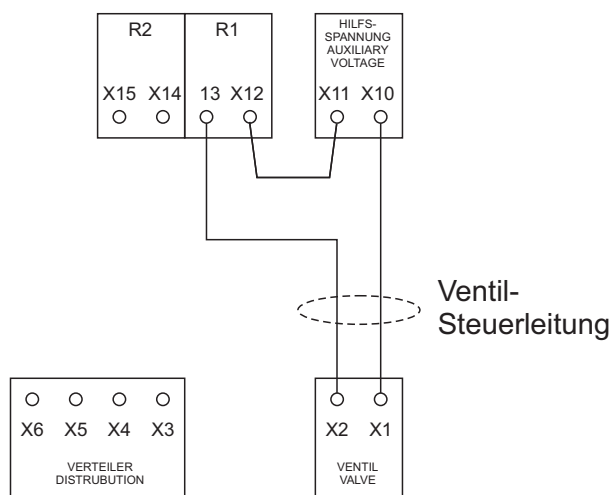 R2 R1
HILFS-
SPANNUNG
AUXILIARY
VOLTAGE
X15 X14 13 X12 X11 X10
Ventil-
Steuerleitung
X6 X5 X4 X3 X2 X1
VERTEILER
DISTRUBUTION
VENTIL
VALVE